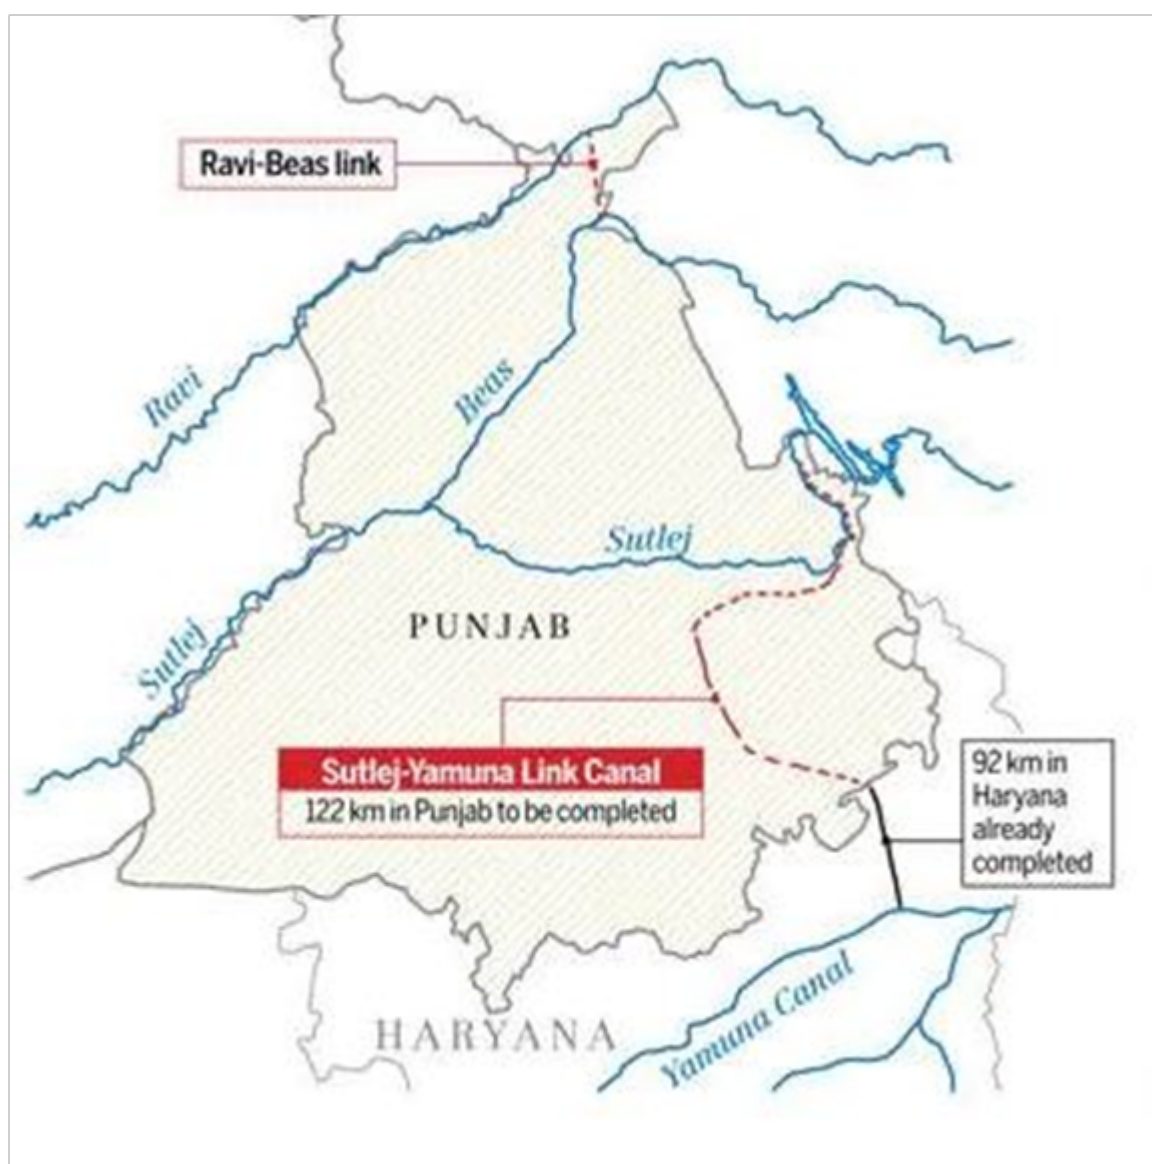 Ravi-Beas link
Ravi
Beas
Sutlej
PUNJAB
Sutlej
Sutlej-Yamuna Link Canal
122 km in Punjab to be completed
92 km in
Haryana
already
completed
Yamuna Canal
HARYANA